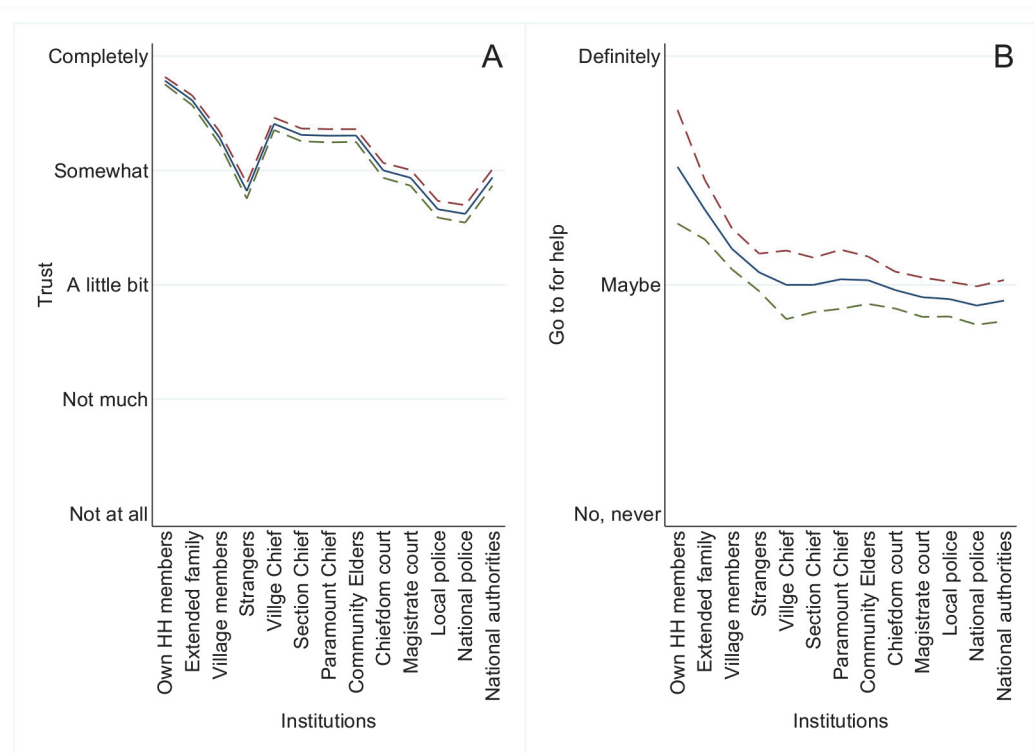 A
Completely
Somewhat
A little bit
Not much
Not at all
Trust
Own HH members
Extended family
Village members
Strangers
Villge Chief
Section Chief
Paramount Chief
Community Elders
Chiefdom court
Magistrate court
Local police
National police
National authorities
Institutions
B
Definitely
Maybe
No, never
Go to for help
Own HH members
Extended family
Village members
Strangers
Villge Chief
Section Chief
Paramount Chief
Community Elders
Chiefdom court
Magistrate court
Local police
National police
National authorities
Institutions